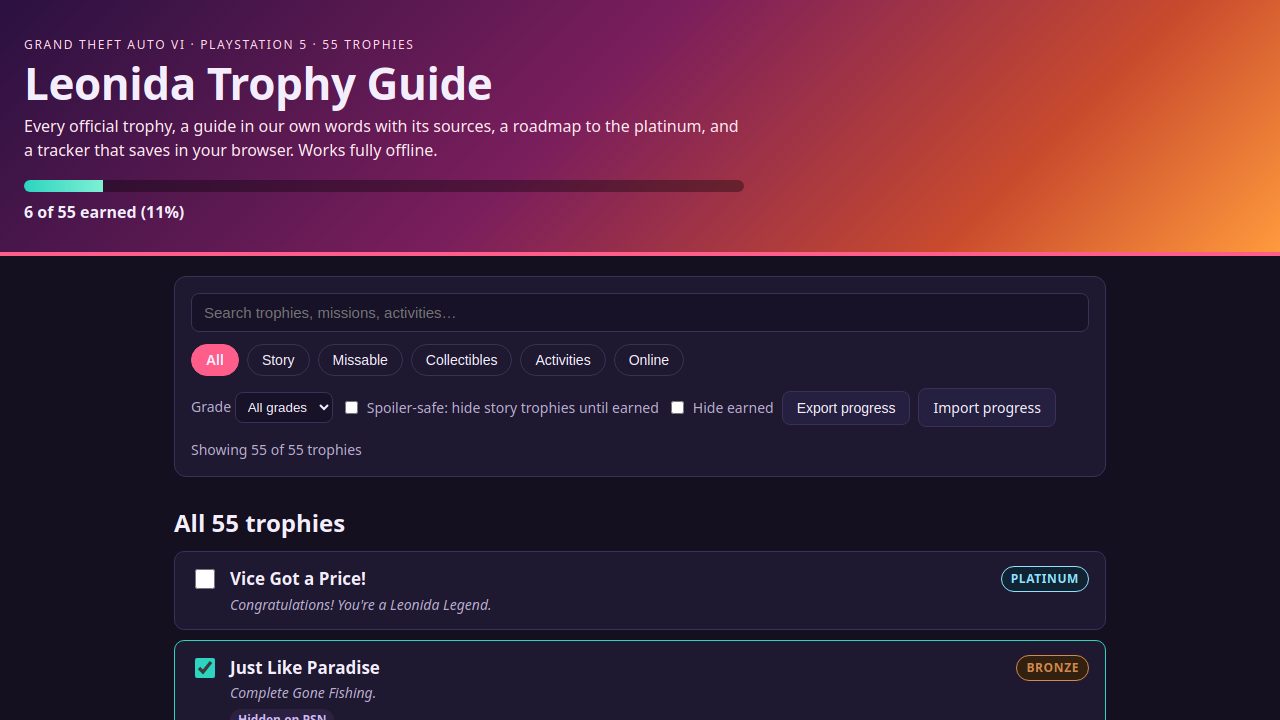 GRAND THEFT AUTO VI · PLAYSTATION 5 · 55 TROPHIES
Leonida Trophy Guide
Every official trophy, a guide in our own words with its sources, a roadmap to the platinum, and
a tracker that saves in your browser. Works fully offline.
6 of 55 earned (11%)
Search trophies, missions, activities…
All Story Missable Collectibles Activities Online
Grade All grades Spoiler-safe: hide story trophies until earned Hide earned Export progress Import progress
Showing 55 of 55 trophies
All 55 trophies
Vice Got a Price! PLATINUM
Congratulations! You're a Leonida Legend.
Just Like Paradise BRONZE
Complete Gone Fishing.
Hidden on PSN